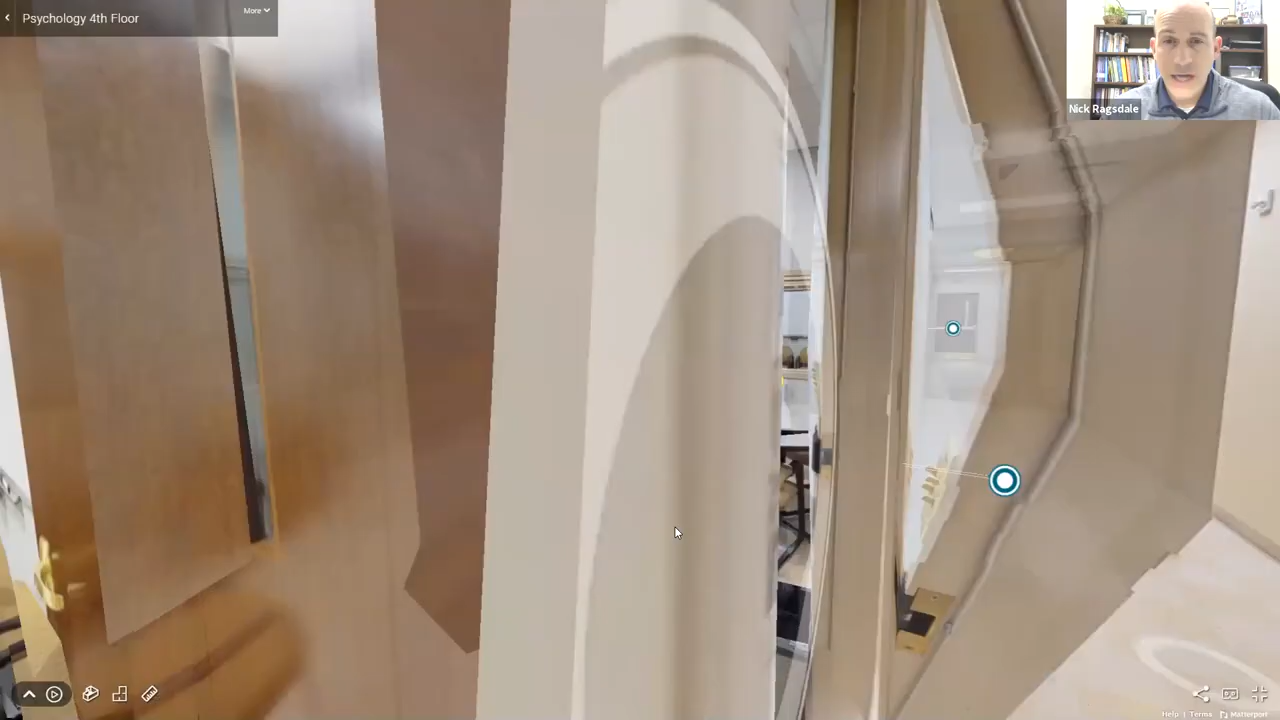 Psychology 4th Floor
More
Nick Ragsdale
Help | Terms
Matterport